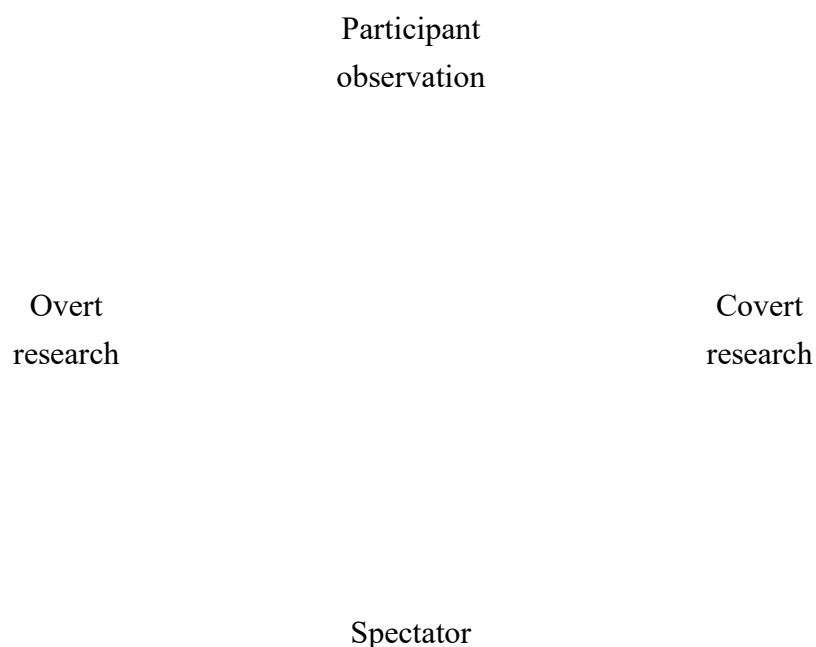 Participant
observation
Overt
research
Covert
research
Spectator